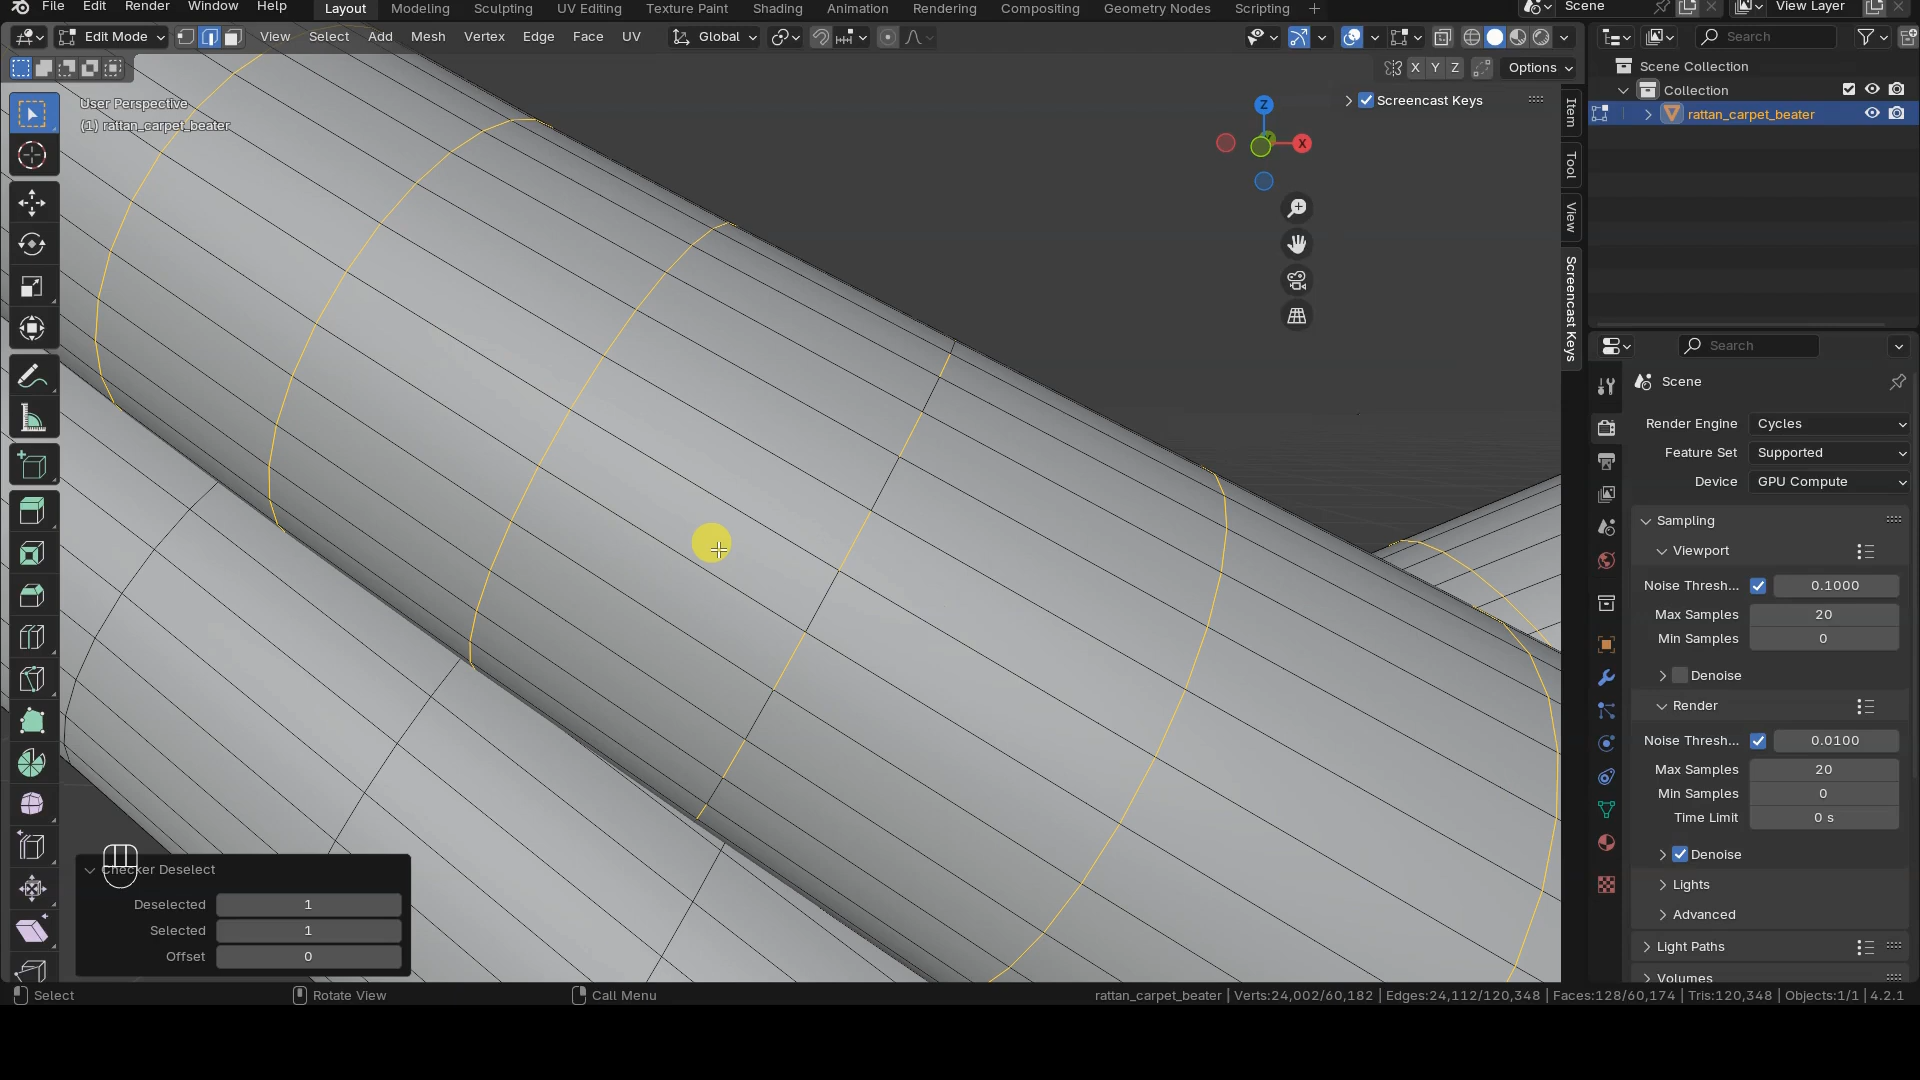 File Edit Render Window Help Layout Modeling Sculpting UV Editing Texture Paint Shading Animation Rendering Compositing Geometry Nodes Scripting + Scene View Layer
Edit Mode View Select Add Mesh Vertex Edge Face UV Global Search
X Y Z Options
User Perspective
(1) rattan_carpet_beater
Z
X
Screencast Keys
Item
Tool
View
Screencast Keys
Scene Collection
Collection
rattan_carpet_beater
Search
Scene
Render Engine Cycles
Feature Set Supported
Device GPU Compute
Sampling
Viewport
Noise Thresh... 0.1000
Max Samples 20
Min Samples 0
Denoise
Render
Noise Thresh... 0.0100
Max Samples 20
Min Samples 0
Time Limit 0 s
Denoise
Lights
Advanced
Light Paths
Volumes
Checker Deselect
Deselected 1
Selected 1
Offset 0
Select Rotate View Call Menu rattan_carpet_beater | Verts:24,002/60,182 | Edges:24,112/120,348 | Faces:128/60,174 | Tris:120,348 | Objects:1/1 | 4.2.1